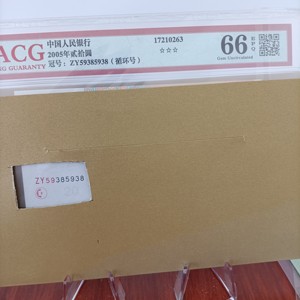 ACG
NG GUARANTY
中国人民银行
2005年贰拾圆
冠号：ZY59385938（循环号）
17210263
☆☆☆
66
EPQ
Gem Uncirculated
ZY59385938